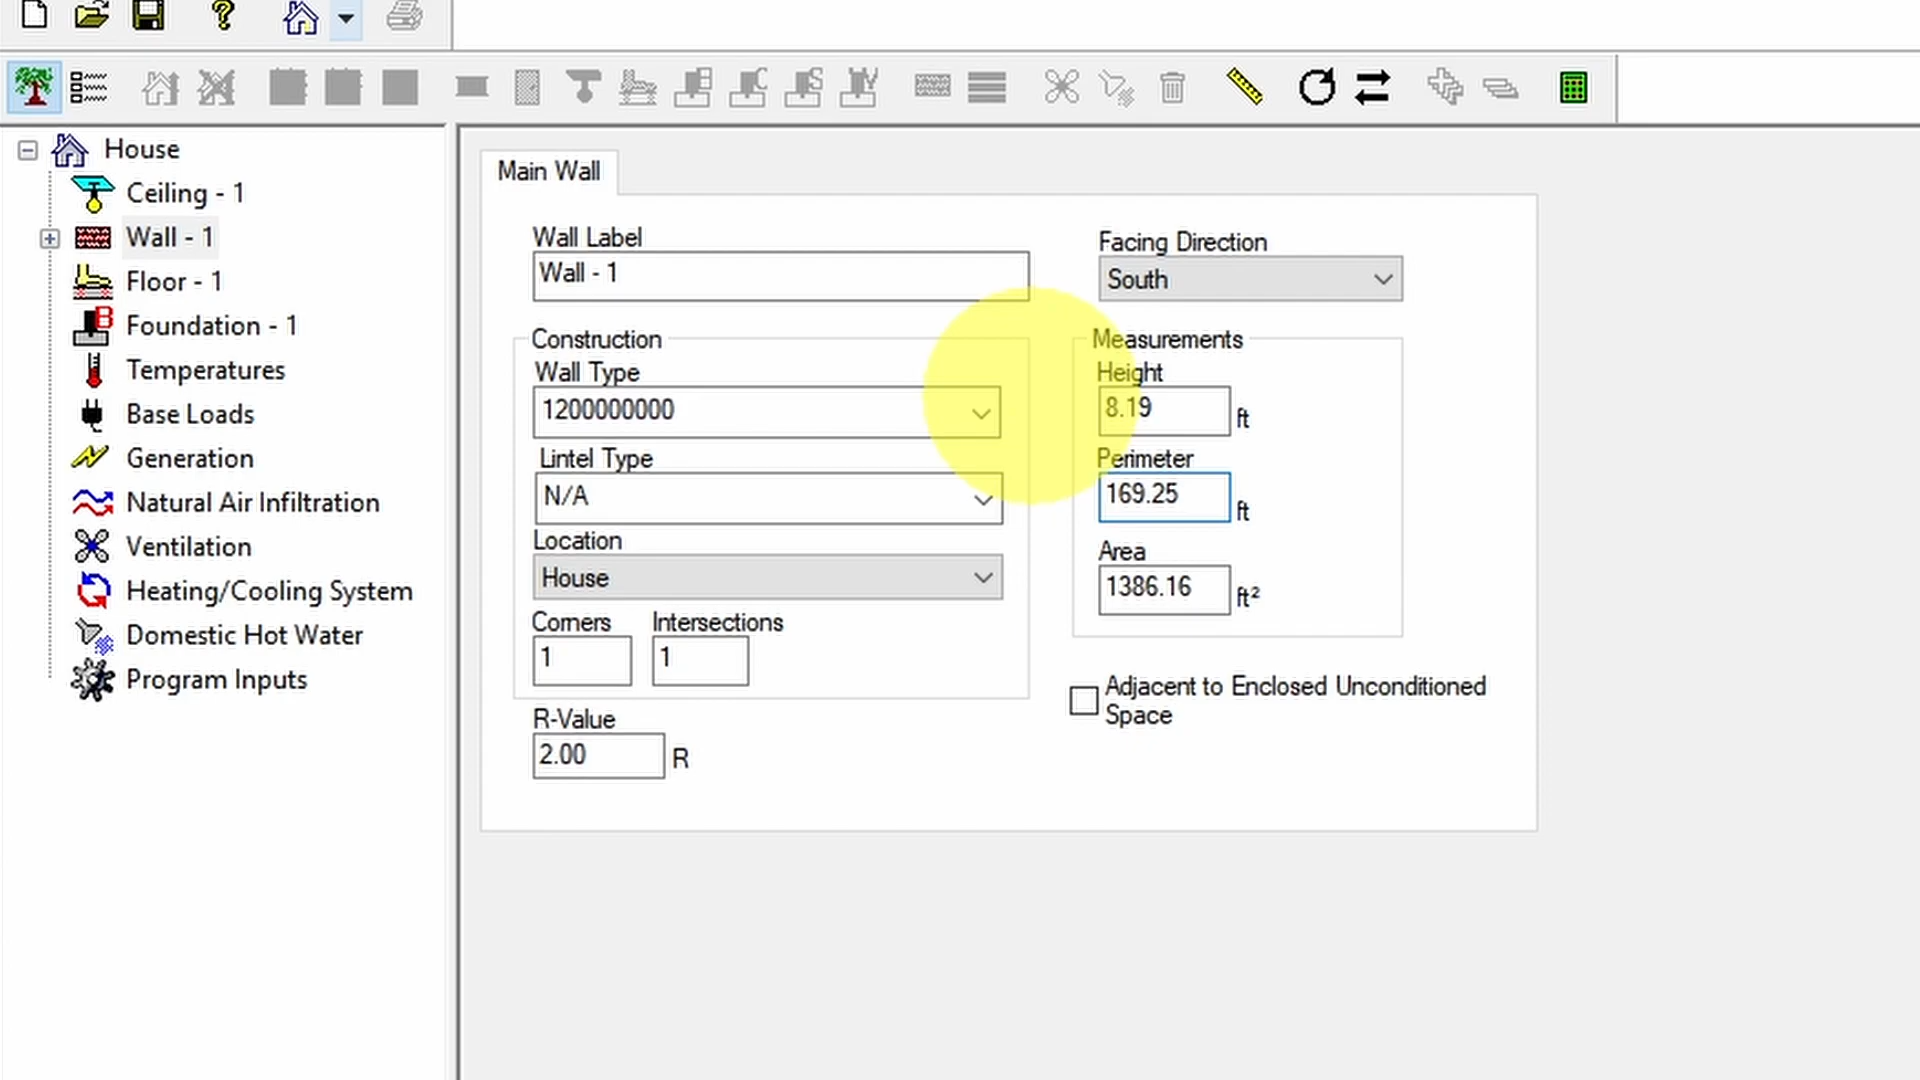 House
Ceiling - 1
Wall - 1
Floor - 1
Foundation - 1
Temperatures
Base Loads
Generation
Natural Air Infiltration
Ventilation
Heating/Cooling System
Domestic Hot Water
Program Inputs
Main Wall
Wall Label
Wall - 1
Facing Direction
South
Construction
Wall Type
1200000000
Lintel Type
N/A
Location
House
Corners Intersections
1 1
R-Value
2.00 R
Measurements
Height
8.19 ft
Perimeter
169.25 ft
Area
1386.16 ft²
Adjacent to Enclosed Unconditioned
Space